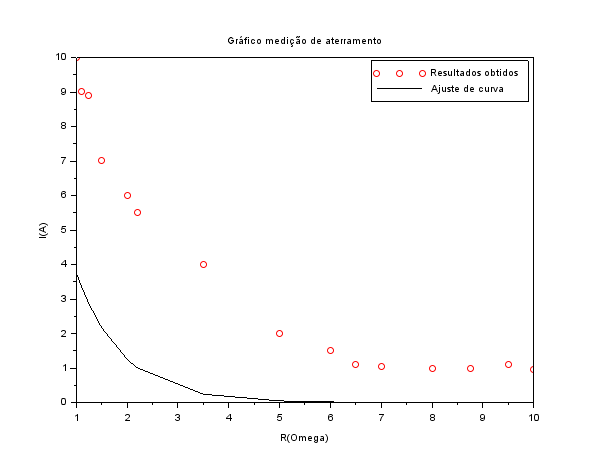 Gráfico medição de aterramento
Resultados obtidos
Ajuste de curva
10
9
8
7
6
5
4
3
2
1
0
I(A)
1 2 3 4 5 6 7 8 9 10
R(Omega)